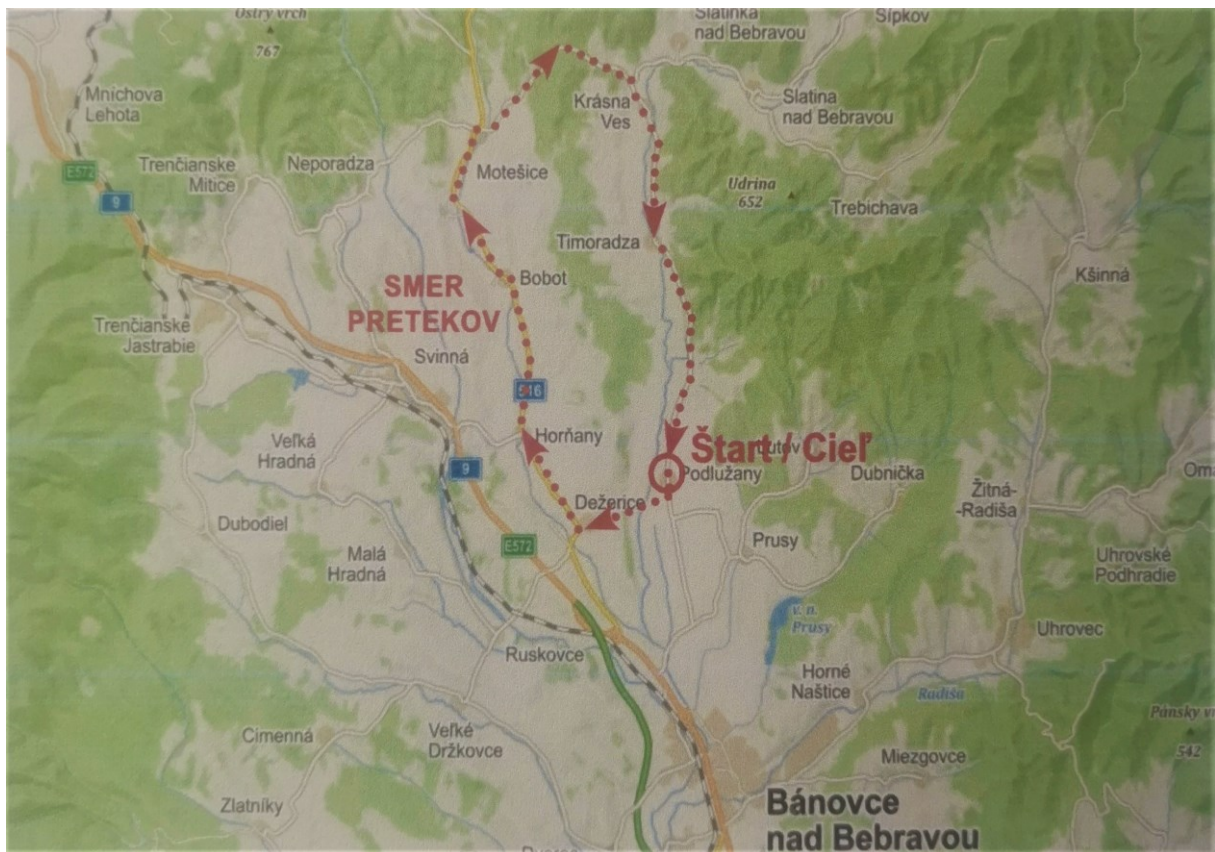 Ostrý vrch
767
Slatinka
nad Bebravou
Šípkov
Mníchova
Lehota
Krásna
Ves
Slatina
nad Bebravou
E572
9
Trenčianske
Mitice
Neporadza
Motešice
Udrina
652
Trebichava
Timoradza
Kšinná
Bobot
SMER
PRETEKOV
Trenčianske
Jastrabie
Svinná
516
Horňany
Štart / Cieľ
Veľká
Hradná
9
Podlužany
Dubnička
Žitná-
-Radiša
Dežerice
Dubodiel
E572
Prusy
Malá
Hradná
Uhrovské
Podhradie
v. n.
Prusy
Uhrovec
Ruskovce
Horné
Naštice
Radiša
Cimenná
Veľké
Držkovce
Pánsky
542
Miezgovce
Zlatníky
Bánovce
nad Bebravou